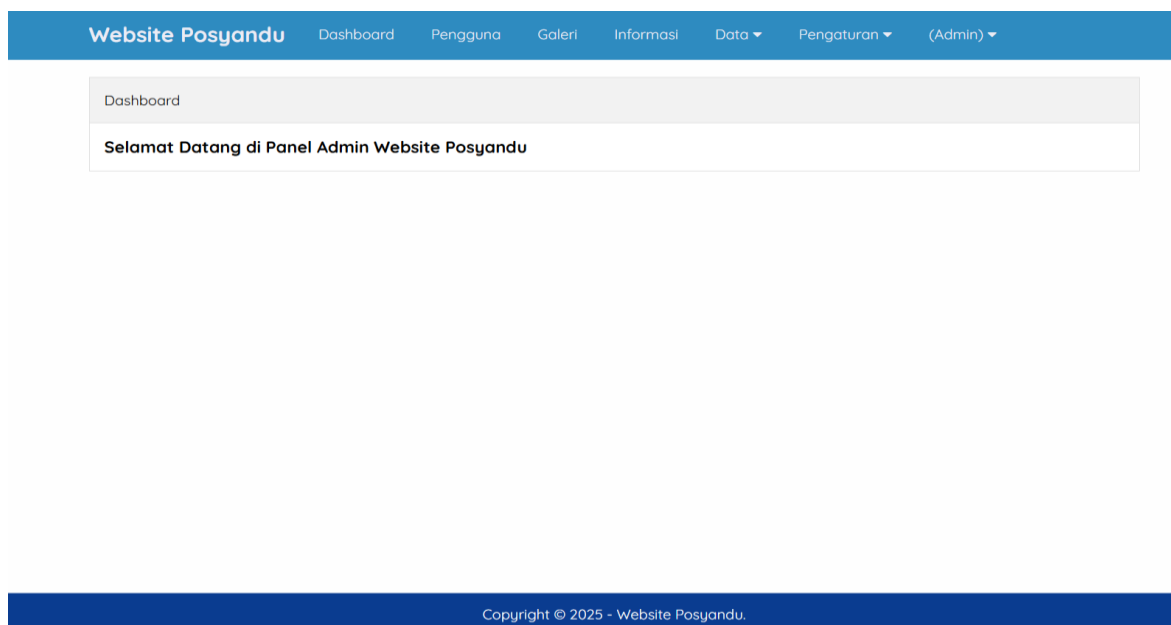 Website Posyandu Dashboard Pengguna Galeri Informasi Data Pengaturan (Admin)
Dashboard
Selamat Datang di Panel Admin Website Posyandu
Copyright © 2025 - Website Posyandu.